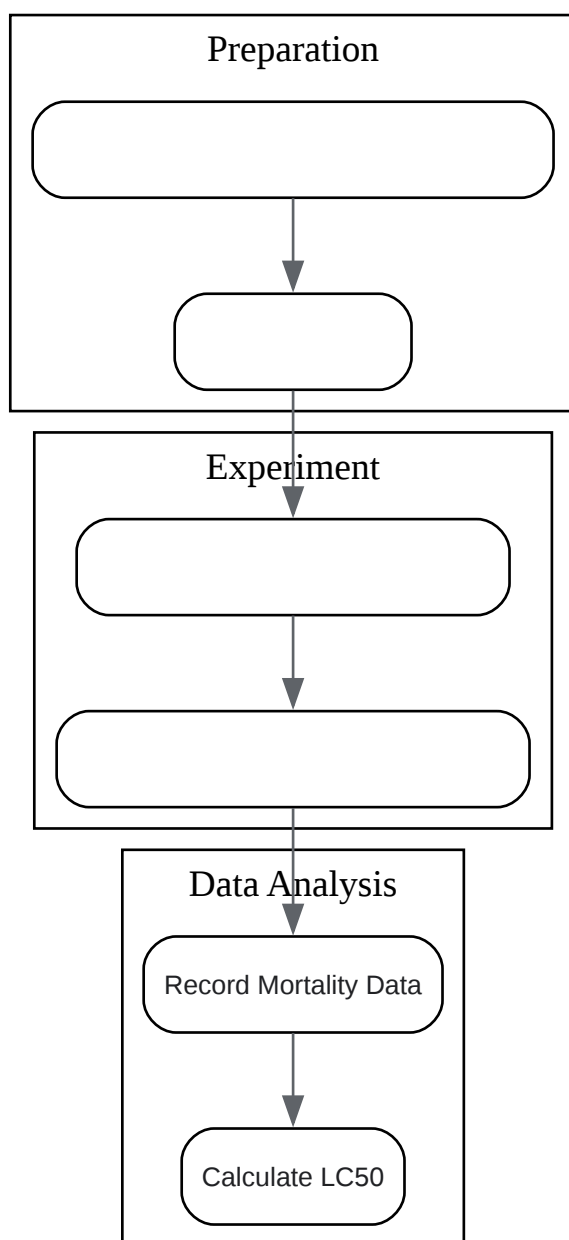 Preparation
Experiment
Data Analysis
Record Mortality Data
Calculate LC50